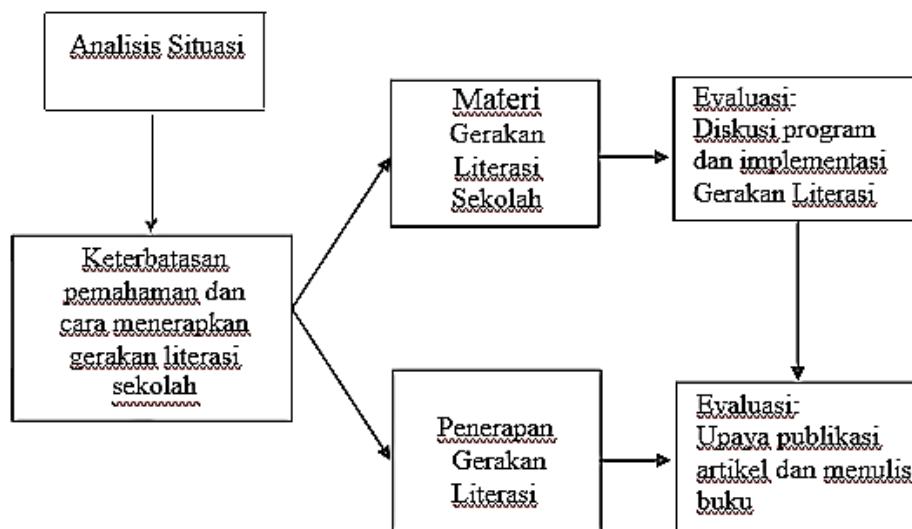 Analisis Situasi
Keterbatasan
pemahaman dan
cara menerapkan
gerakan literasi
sekolah
Materi
Gerakan
Literasi
Sekolah
Evaluasi:
Diskusi program
dan implementasi
Gerakan Literasi
Penerapan
Gerakan
Literasi
Evaluasi:
Upaya publikasi
artikel dan menulis
buku